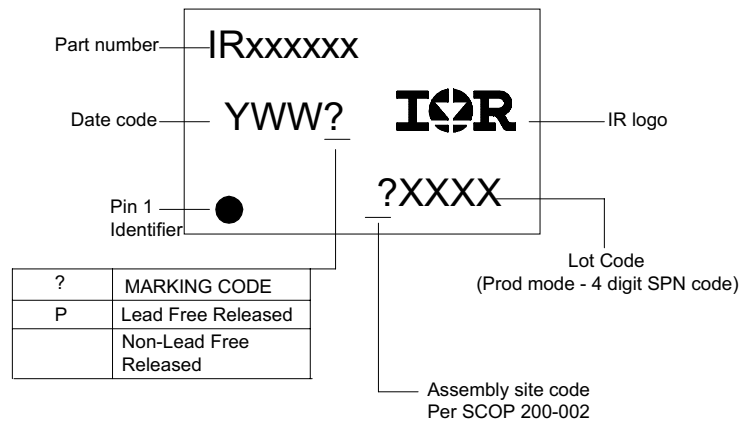 Part number
IRxxxxxx
Date code
YWW?
IOR
IR logo
Pin 1
Identifier
?XXXX
Lot Code
(Prod mode - 4 digit SPN code)
? MARKING CODE
P Lead Free Released
Non-Lead Free
Released
Assembly site code
Per SCOP 200-002